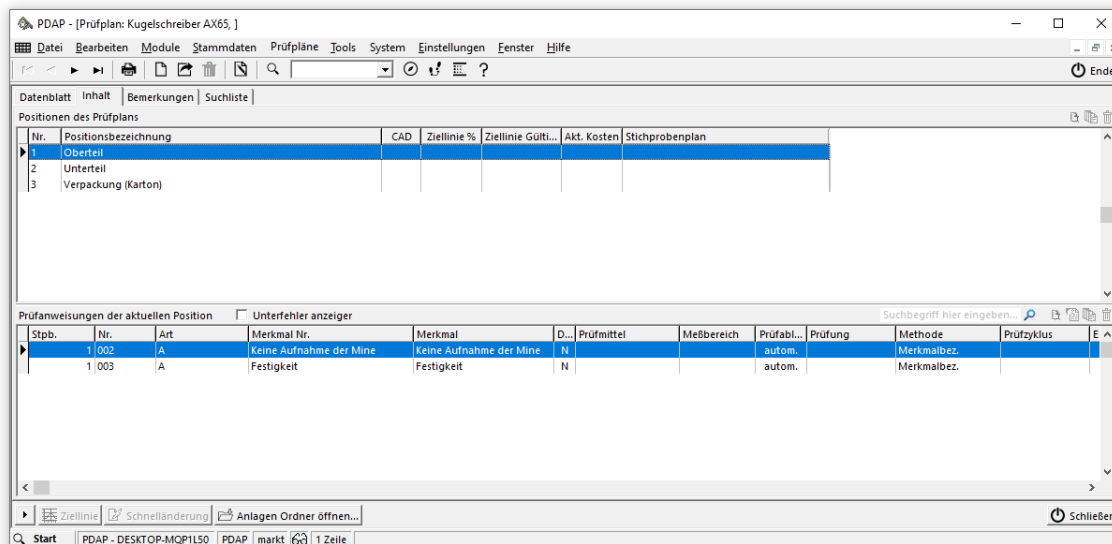 PDAP - [Prüfplan: Kugelschreiber AX65, ]
Datei Bearbeiten Module Stammdaten Prüfpläne Tools System Einstellungen Fenster Hilfe
Ende
Datenblatt Inhalt Bemerkungen Suchliste
Positionen des Prüfplans
Nr. Positionsbezeichnung CAD Ziellinie % Ziellinie Gülti... Akt. Kosten Stichprobenplan
1 Oberteil
2 Unterteil
3 Verpackung (Karton)
Prüfanweisungen der aktuellen Position Unterfehler anzeiger Suchbegriff hier eingeben...
Stpb. Nr. Art Merkmal Nr. Merkmal D... Prüfmittel Meßbereich Prüfabl... Prüfung Methode Prüfzyklus E
1 002 A Keine Aufnahme der Mine Keine Aufnahme der Mine N autom. Merkmalbez.
1 003 A Festigkeit Festigkeit N autom. Merkmalbez.
Ziellinie Schnelländerung Anlagen Ordner öffnen... Schließen
Start PDAP - DESKTOP-MQP1L50 PDAP markt 1 Zeile